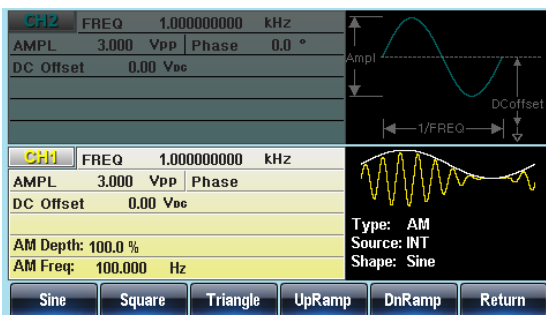 CH2 FREQ 1.000000000 kHz
AMPL 3.000 Vpp Phase 0.0 °
DC Offset 0.00 VDC
Ampl
DCoffset
1/FREQ
CH1 FREQ 1.000000000 kHz
AMPL 3.000 Vpp Phase
DC Offset 0.00 VDC
AM Depth: 100.0 %
AM Freq: 100.000 Hz
Type: AM
Source: INT
Shape: Sine
Sine Square Triangle UpRamp DnRamp Return